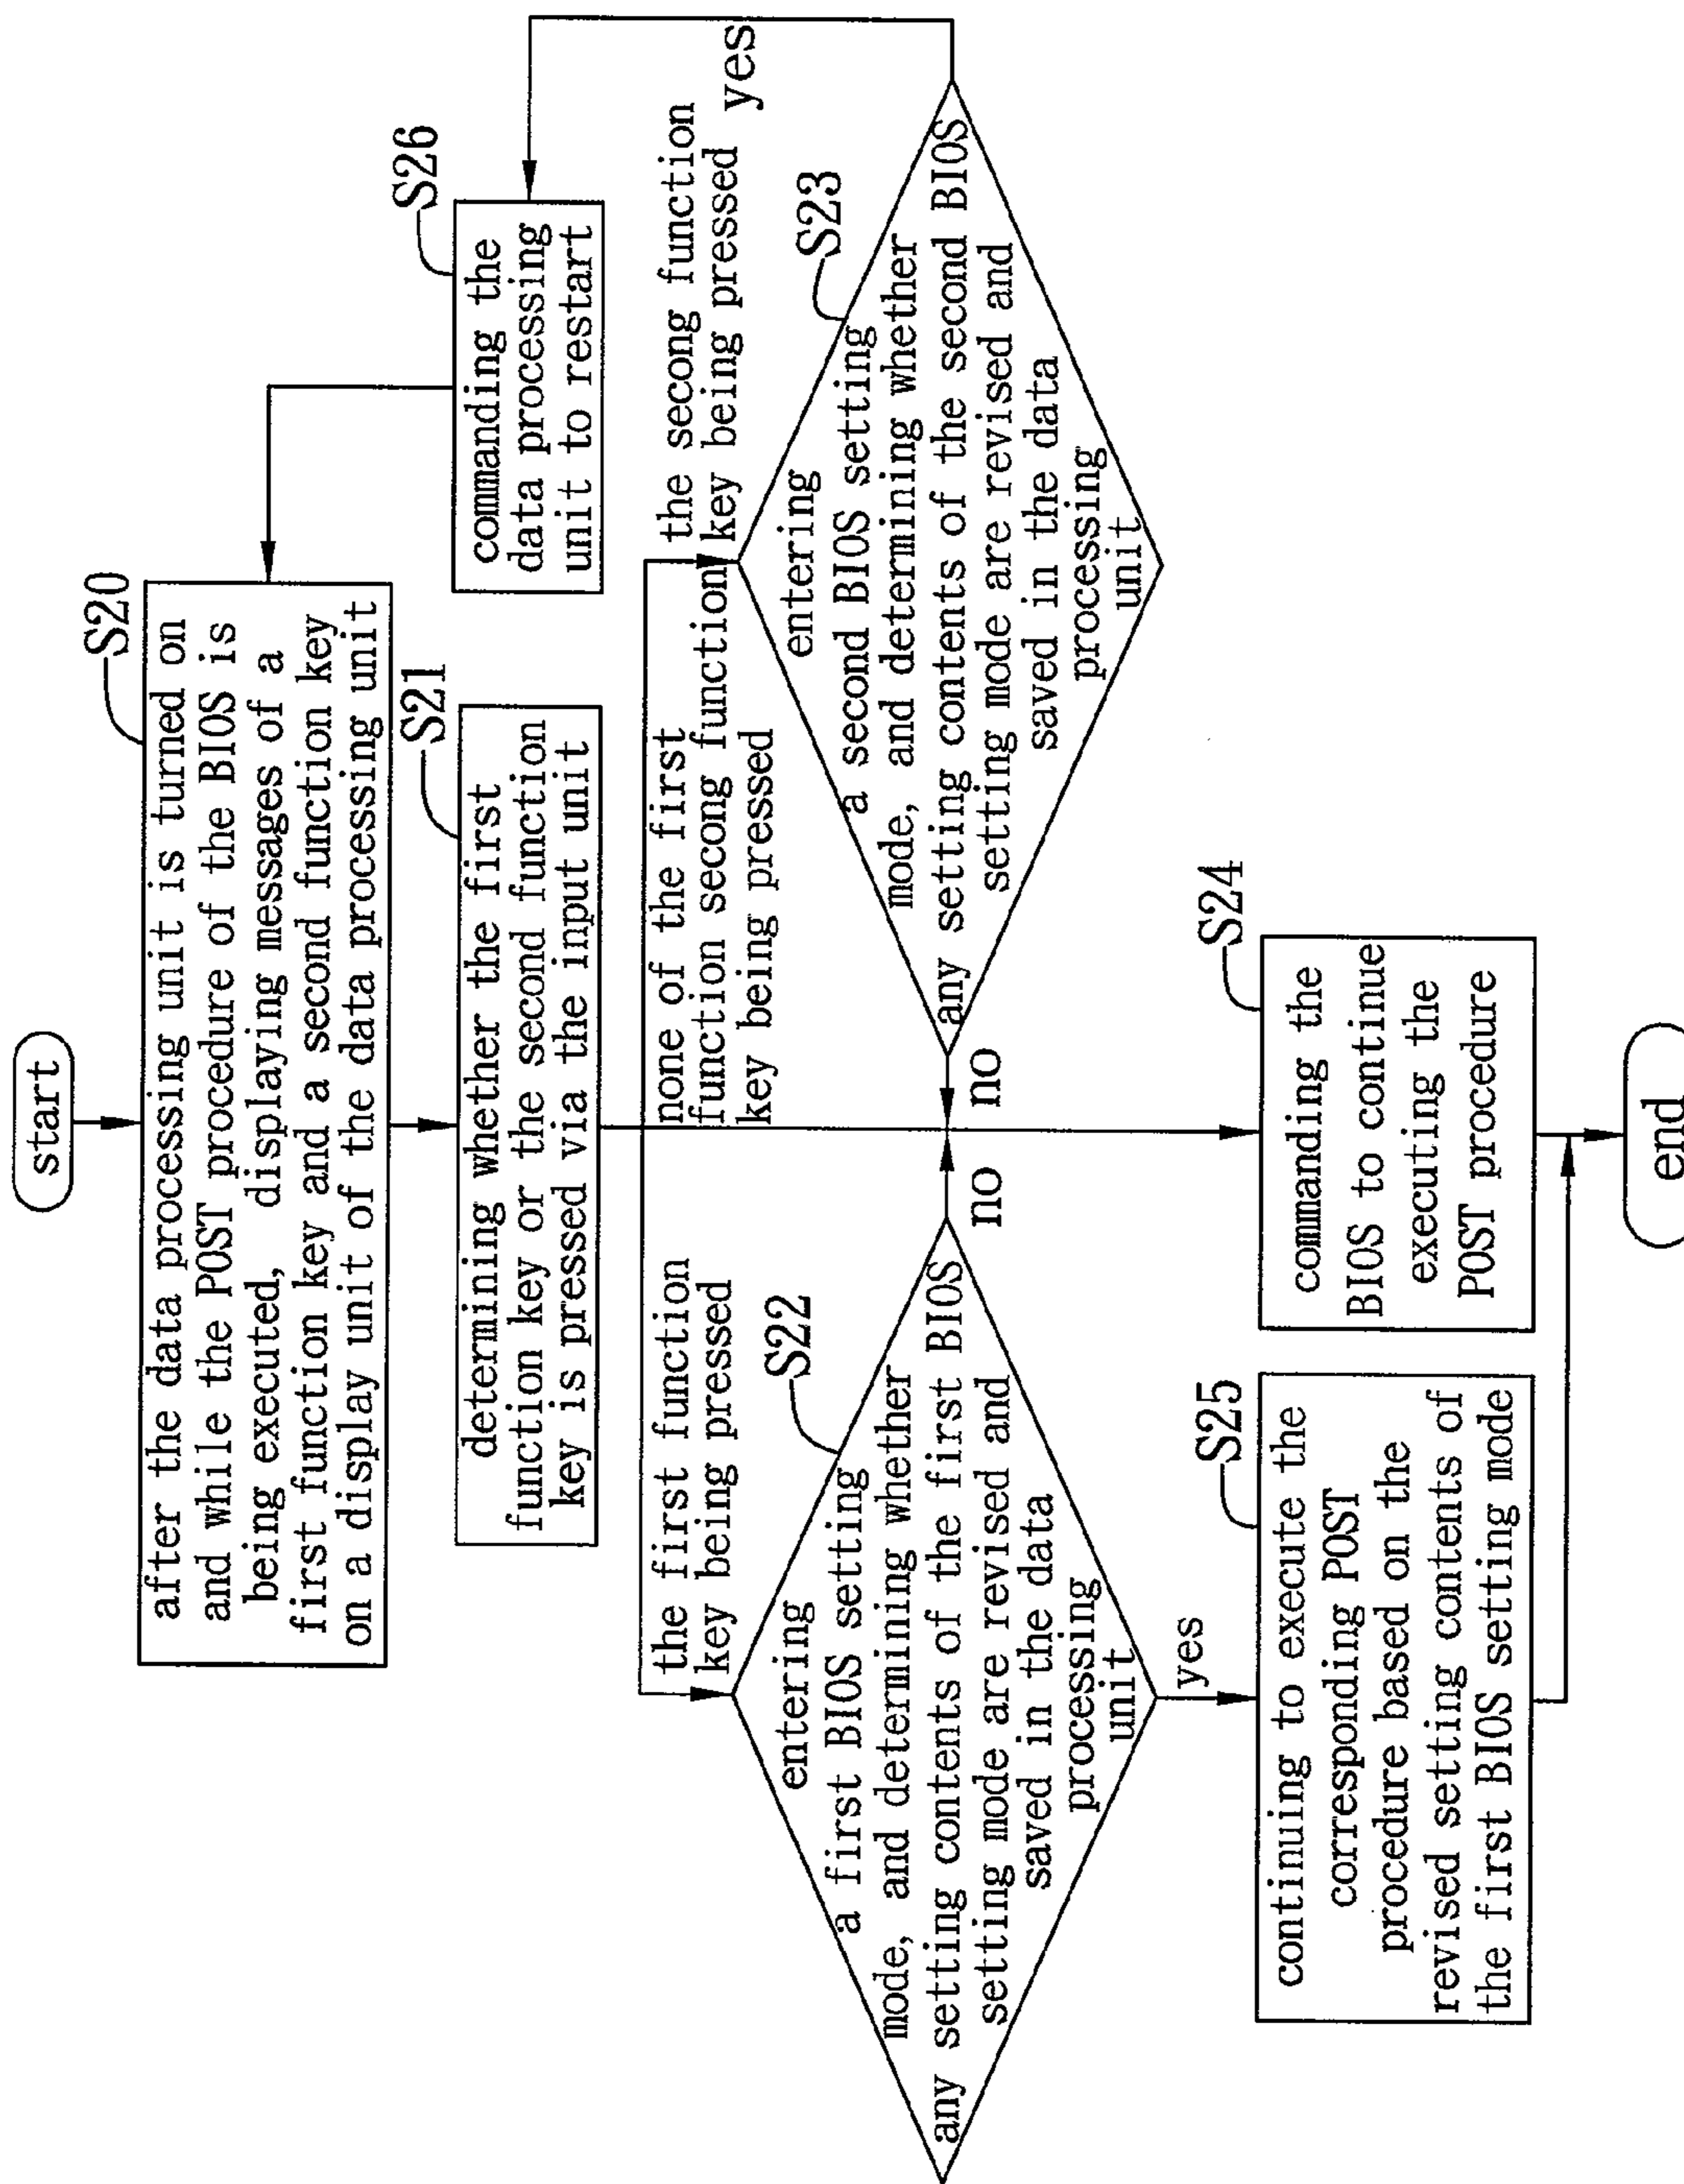 start
S20
after the data processing unit is turned on
and while the POST procedure of the BIOS is
being executed, displaying messages of a
first function key and a second function key
on a display unit of the data processing unit
S26
commanding the
data processing
unit to restart
S21
determining whether the first
function key or the second function
key is pressed via the input unit
the first function
key being pressed
none of the first
function second function
key being pressed
the second function
key being pressed
yes
S22
entering
a first BIOS setting
mode, and determining whether
any setting contents of the first BIOS
setting mode are revised and
saved in the data
processing
unit
no
yes
S23
entering
a second BIOS setting
mode, and determining whether
any setting contents of the second BIOS
setting mode are revised and
saved in the data
processing
unit
no
S25
continuing to execute the
corresponding POST
procedure based on the
revised setting contents of
the first BIOS setting mode
S24
commanding the
BIOS to continue
executing the
POST procedure
end